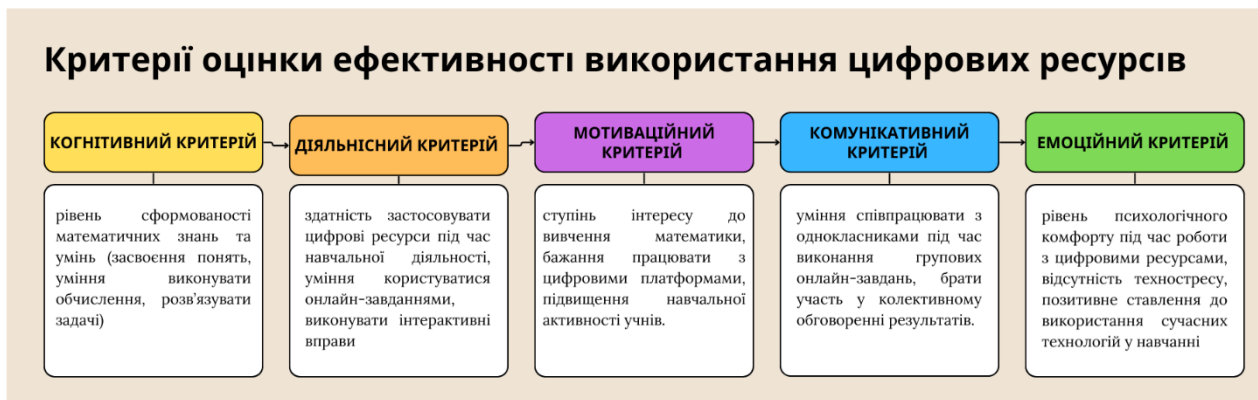 Критерії оцінки ефективності використання цифрових ресурсів
КОГНІТИВНИЙ КРИТЕРІЙ
рівень сформованості
математичних знань та
умінь (засвоєння понять,
уміння виконувати
обчислення, розв’язувати
задачі)
ДІЯЛЬНІСНИЙ КРИТЕРІЙ
здатність застосовувати
цифрові ресурси під час
навчальної діяльності,
уміння користуватися
онлайн-завданнями,
виконувати інтерактивні
вправи
МОТИВАЦІЙНИЙ
КРИТЕРІЙ
ступінь інтересу до
вивчення математики,
бажання працювати з
цифровими платформами,
підвищення навчальної
активності учнів.
КОМУНІКАТИВНИЙ
КРИТЕРІЙ
уміння співпрацювати з
однокласниками під час
виконання групових
онлайн-завдань, брати
участь у колективному
обговоренні результатів.
ЕМОЦІЙНИЙ КРИТЕРІЙ
рівень психологічного
комфорту під час роботи
з цифровими ресурсами,
відсутність техностресу,
позитивне ставлення до
використання сучасних
технологій у навчанні